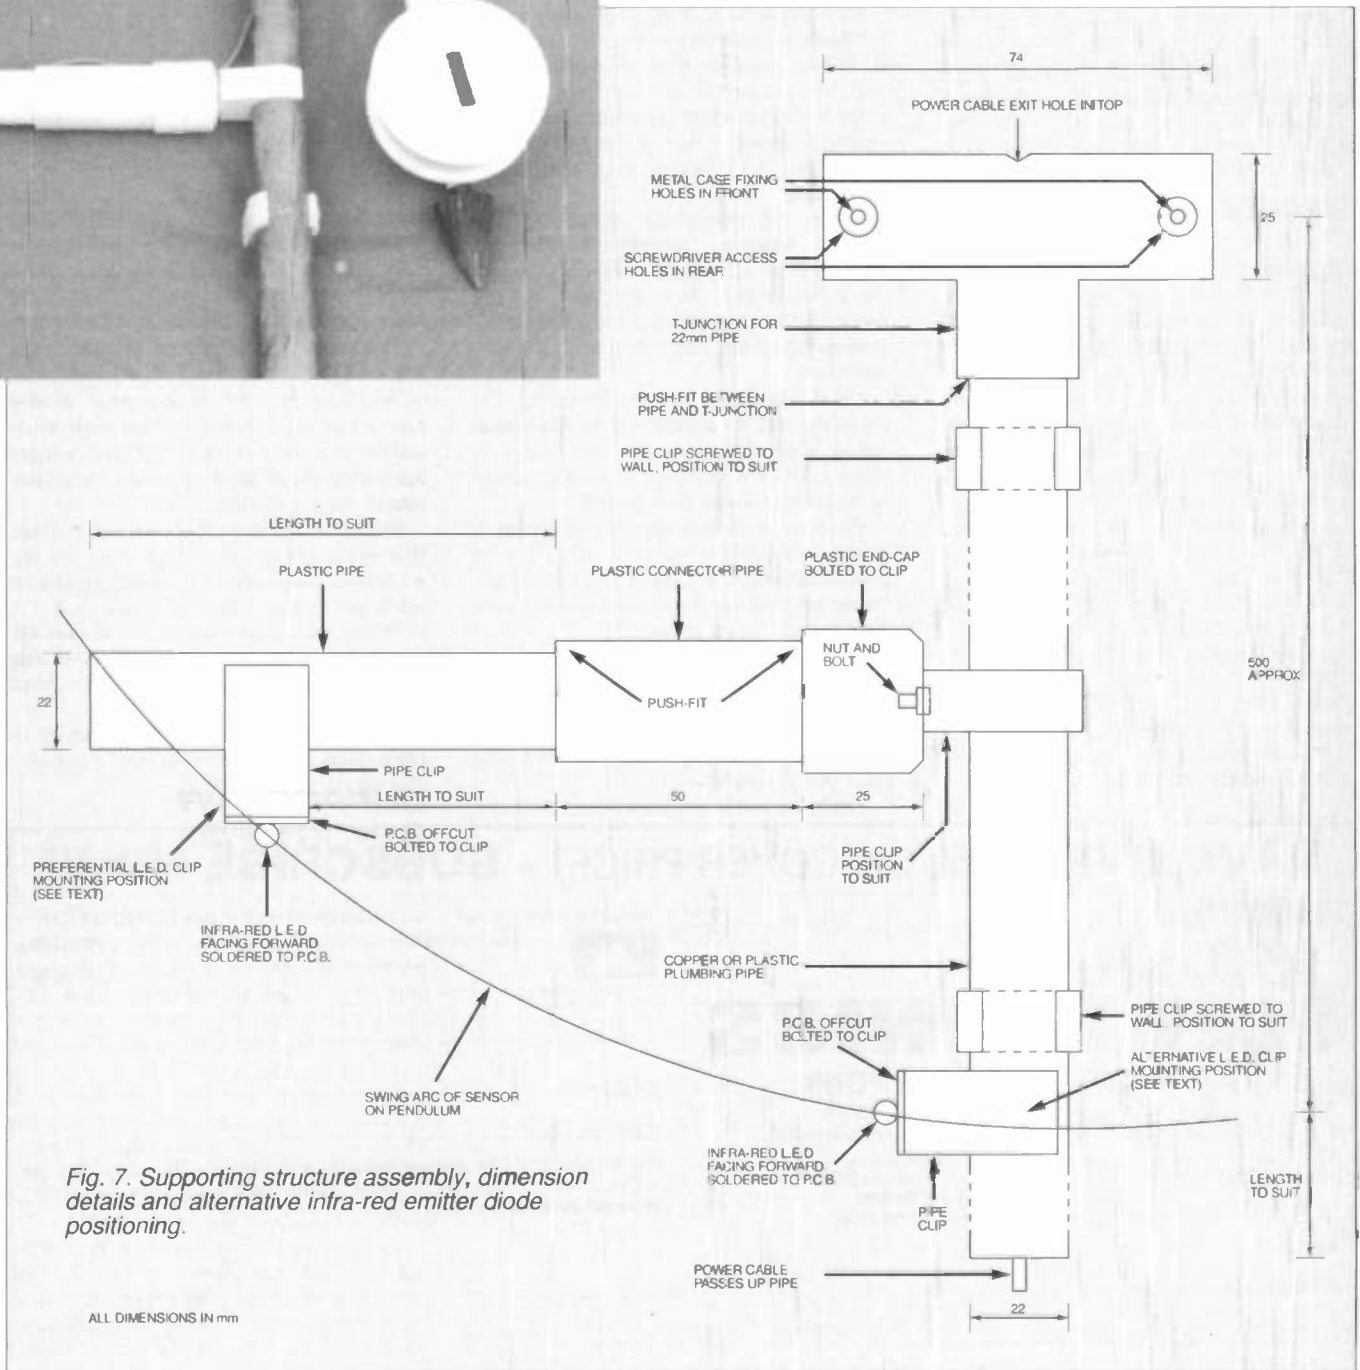 74
POWER CABLE EXIT HOLE IN TOP
METAL CASE FIXING
HOLES IN FRONT
25
SCREWDRIVER ACCESS
HOLES IN REAR
T-JUNCTION FOR
22mm PIPE
PUSH-FIT BETWEEN
PIPE AND T-JUNCTION
PIPE CLIP SCREWED TO
WALL, POSITION TO SUIT
LENGTH TO SUIT
PLASTIC PIPE
PLASTIC CONNECTOR PIPE
PLASTIC END-CAP
BOLTED TO CLIP
NUT AND
BOLT
500
APPROX
22
PUSH-FIT
PIPE CLIP
LENGTH TO SUIT
50
25
P.C.B. OFFCUT
BOLTED TO CLIP
PREFERENTIAL L.E.D. CLIP
MOUNTING POSITION
(SEE TEXT)
PIPE CLIP
POSITION
TO SUIT
INFRA-RED L.E.D
FACING FORWARD
SOLDERED TO P.C.B.
COPPER OR PLASTIC
PLUMBING PIPE
P.C.B. OFFCUT
BOLTED TO CLIP
PIPE CLIP SCREWED TO
WALL, POSITION TO SUIT
ALTERNATIVE L.E.D. CLIP
MOUNTING POSITION
(SEE TEXT)
SWING ARC OF SENSOR
ON PENDULUM
INFRA-RED L.E.D
FACING FORWARD
SOLDERED TO P.C.B.
PIPE
CLIP
LENGTH
TO SUIT
Fig. 7. Supporting structure assembly, dimension
details and alternative infra-red emitter diode
positioning.
POWER CABLE
PASSES UP PIPE
22
ALL DIMENSIONS IN mm